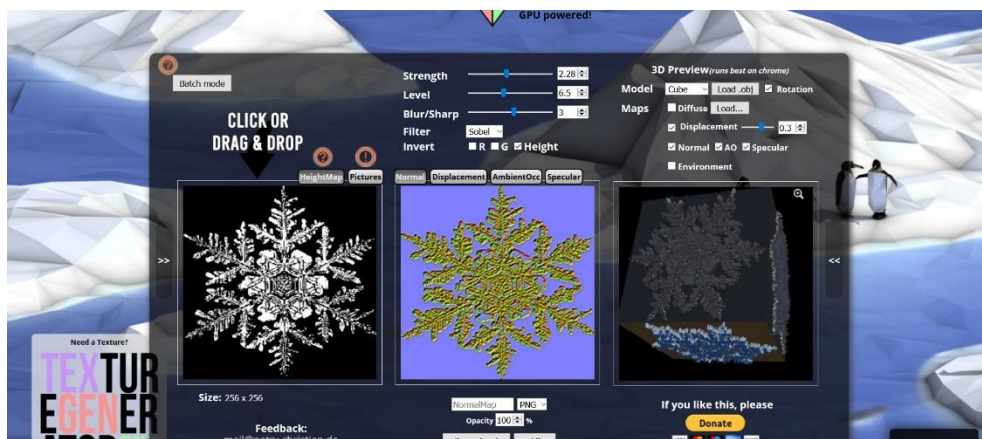 GPU powered!
Batch mode
CLICK OR
DRAG & DROP
HeightMap Pictures
>>
Size: 256 x 256
Feedback:
Need a Texture?
TEXTUR
EGENER
Strength 2.28
Level 6.5
Blur/Sharp 3
Filter Sobel
Invert R G Height
Normal Displacement AmbientOcc Specular
NormalMap PNG
Opacity 100 %
3D Preview(runs best on chrome)
Model Cube Load .obj Rotation
Maps Diffuse Load...
Displacement 0.3
Normal AO Specular
Environment
<<
If you like this, please
Donate